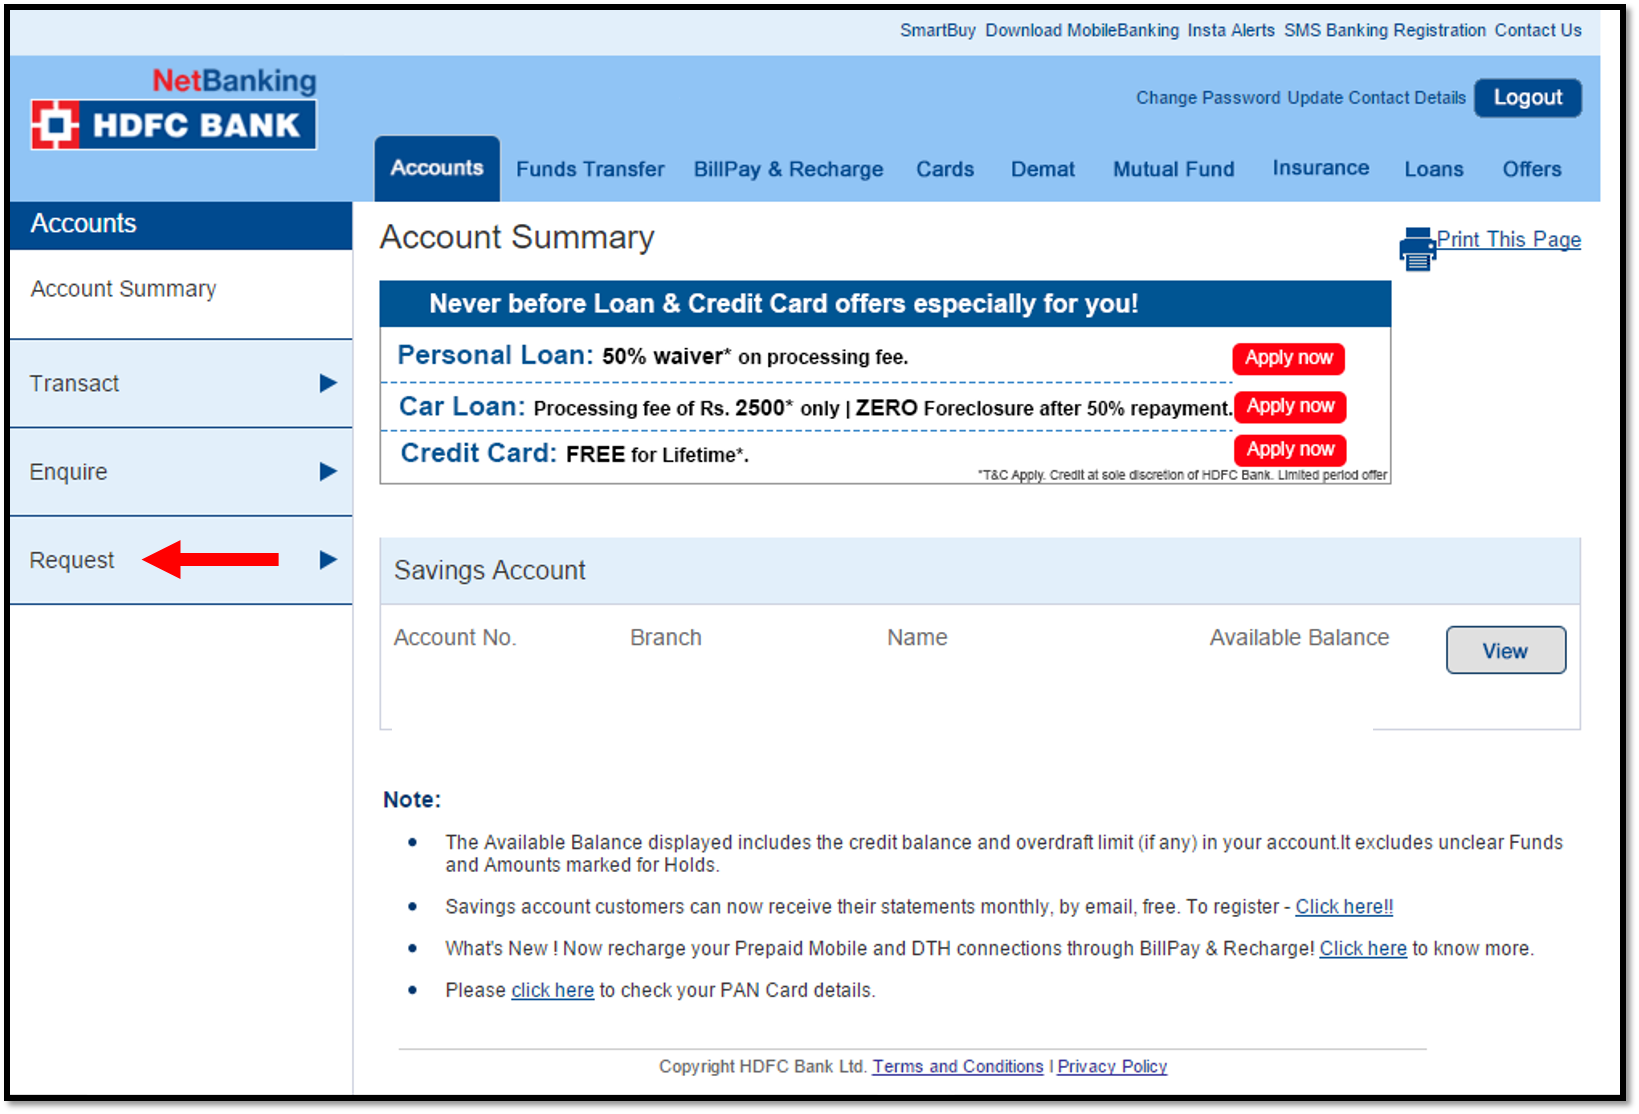 SmartBuy Download MobileBanking Insta Alerts SMS Banking Registration Contact Us
NetBanking
HDFC BANK
Change Password Update Contact Details Logout
Accounts Funds Transfer BillPay & Recharge Cards Demat Mutual Fund Insurance Loans Offers
Accounts
Account Summary
Transact
Enquire
Request
Account Summary
Print This Page
Never before Loan & Credit Card offers especially for you!
Personal Loan: 50% waiver* on processing fee. Apply now
Car Loan: Processing fee of Rs. 2500* only | ZERO Foreclosure after 50% repayment. Apply now
Credit Card: FREE for Lifetime*. Apply now
*T&C Apply. Credit at sole discretion of HDFC Bank. Limited period offer
Savings Account
Account No. Branch Name Available Balance View
Note:
The Available Balance displayed includes the credit balance and overdraft limit (if any) in your account.It excludes unclear Funds
and Amounts marked for Holds.
Savings account customers can now receive their statements monthly, by email, free. To register - Click here!!
What's New ! Now recharge your Prepaid Mobile and DTH connections through BillPay & Recharge! Click here to know more.
Please click here to check your PAN Card details.
Copyright HDFC Bank Ltd. Terms and Conditions | Privacy Policy